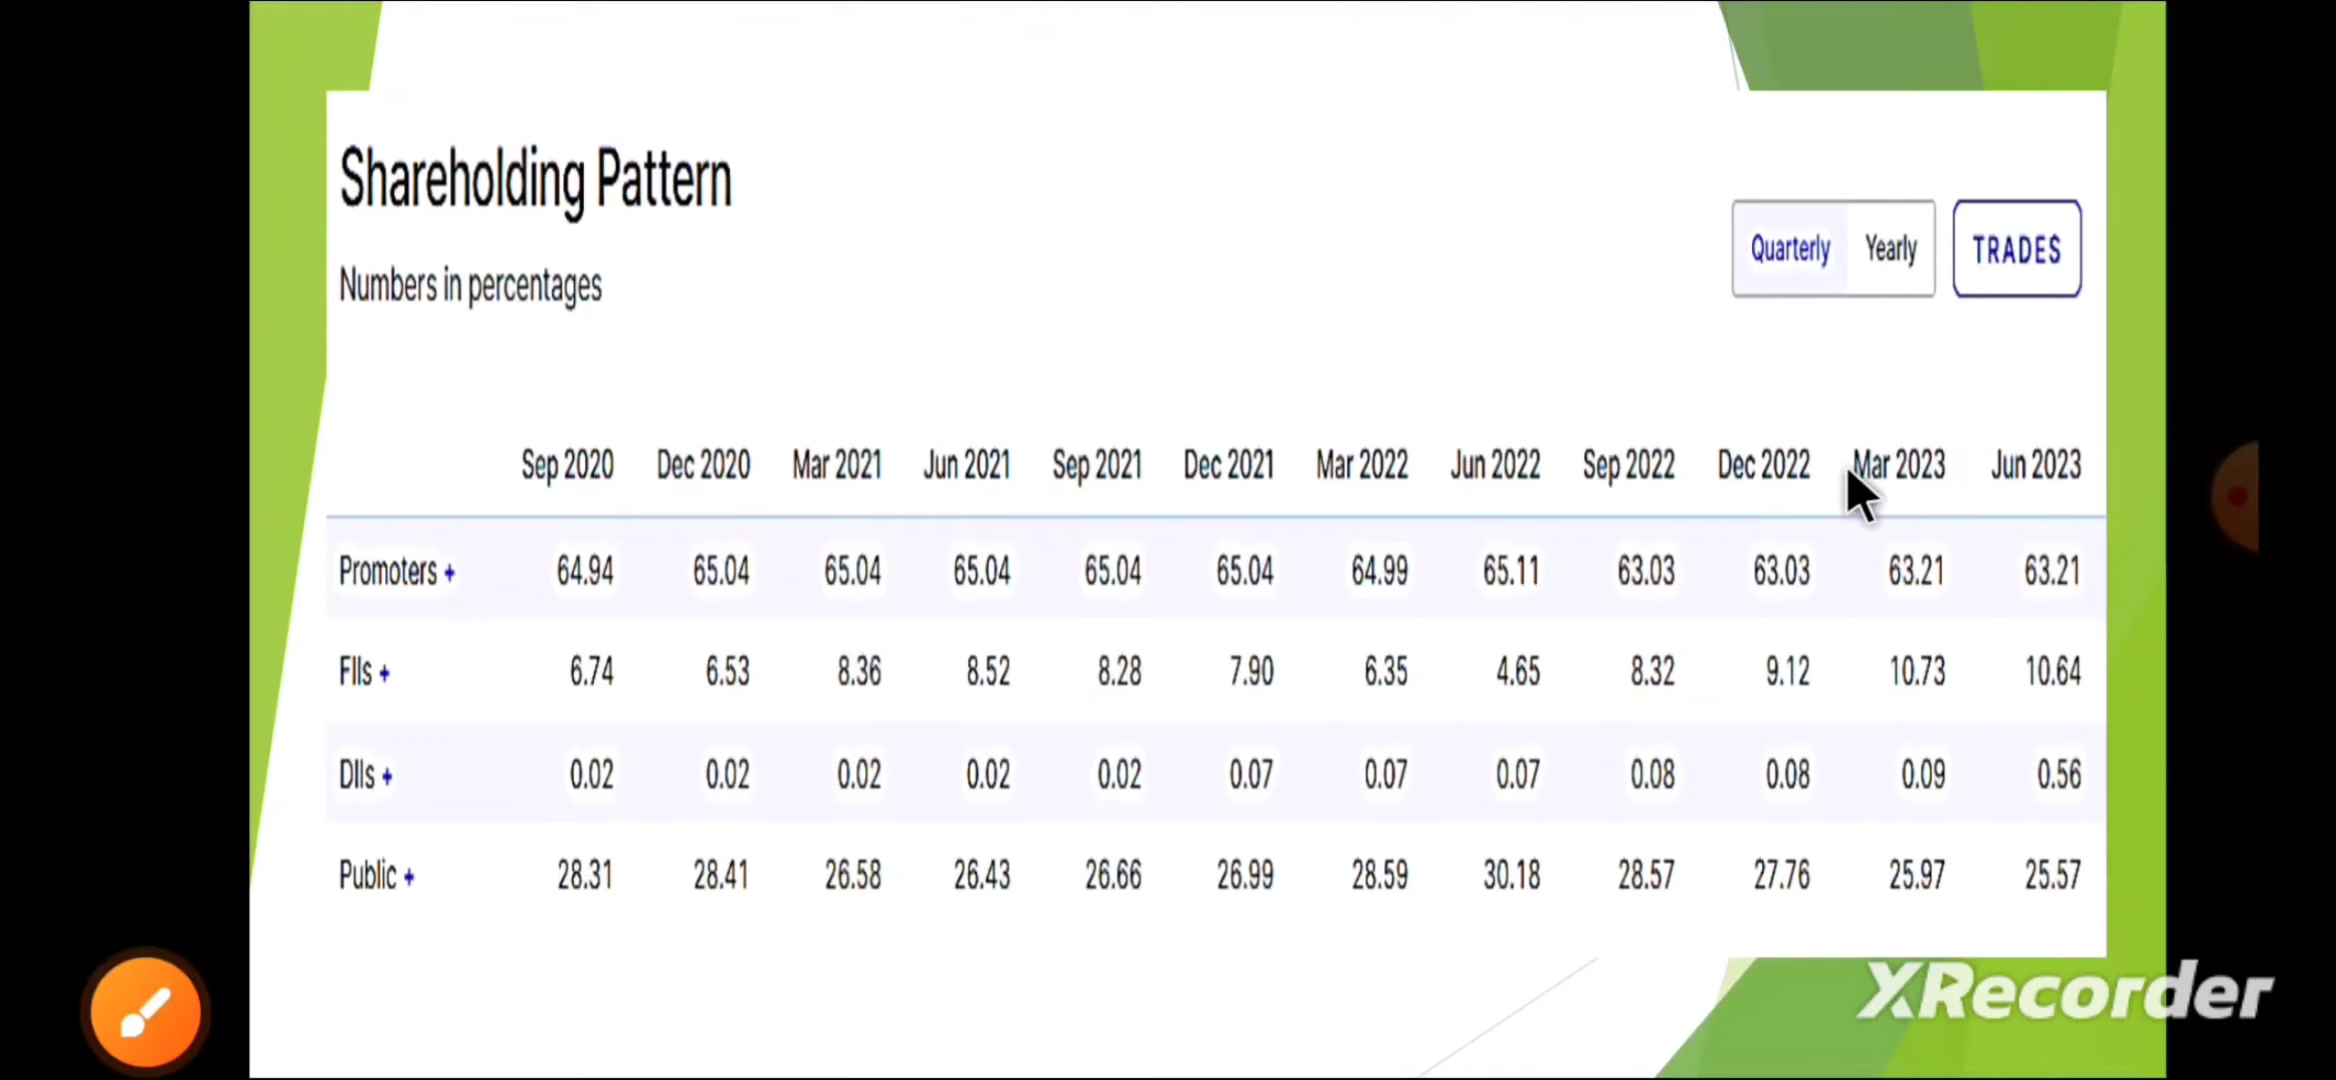 Shareholding Pattern
Numbers in percentages
Quarterly Yearly TRADES
Sep 2020 Dec 2020 Mar 2021 Jun 2021 Sep 2021 Dec 2021 Mar 2022 Jun 2022 Sep 2022 Dec 2022 Mar 2023 Jun 2023
Promoters + 64.94 65.04 65.04 65.04 65.04 65.04 64.99 65.11 63.03 63.03 63.21 63.21
FIIs + 6.74 6.53 8.36 8.52 8.28 7.90 6.35 4.65 8.32 9.12 10.73 10.64
DIIs + 0.02 0.02 0.02 0.02 0.02 0.07 0.07 0.07 0.08 0.08 0.09 0.56
Public + 28.31 28.41 26.58 26.43 26.66 26.99 28.59 30.18 28.57 27.76 25.97 25.57
XRecorder